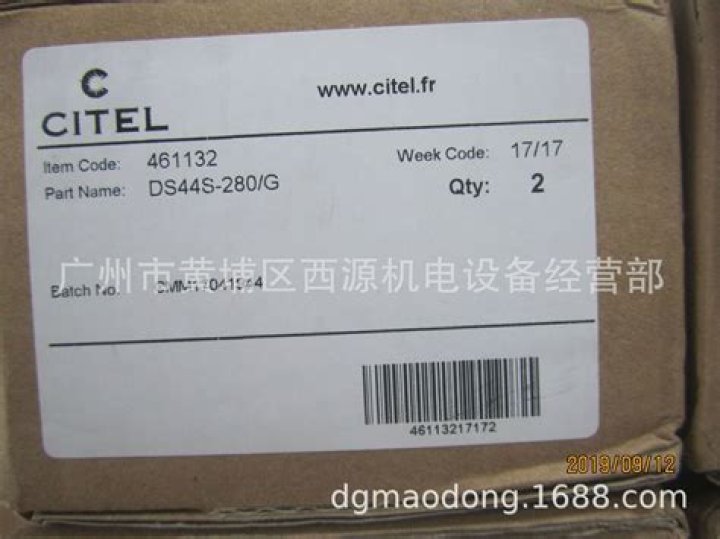 C
CITEL
www.citel.fr
Item Code: 461132
Week Code: 17/17
Part Name: DS44S-280/G
Qty: 2
广州市黄埔区西源机电设备经营部
Batch No.
46113217172
2019/09/12
dgmaodong.1688.com